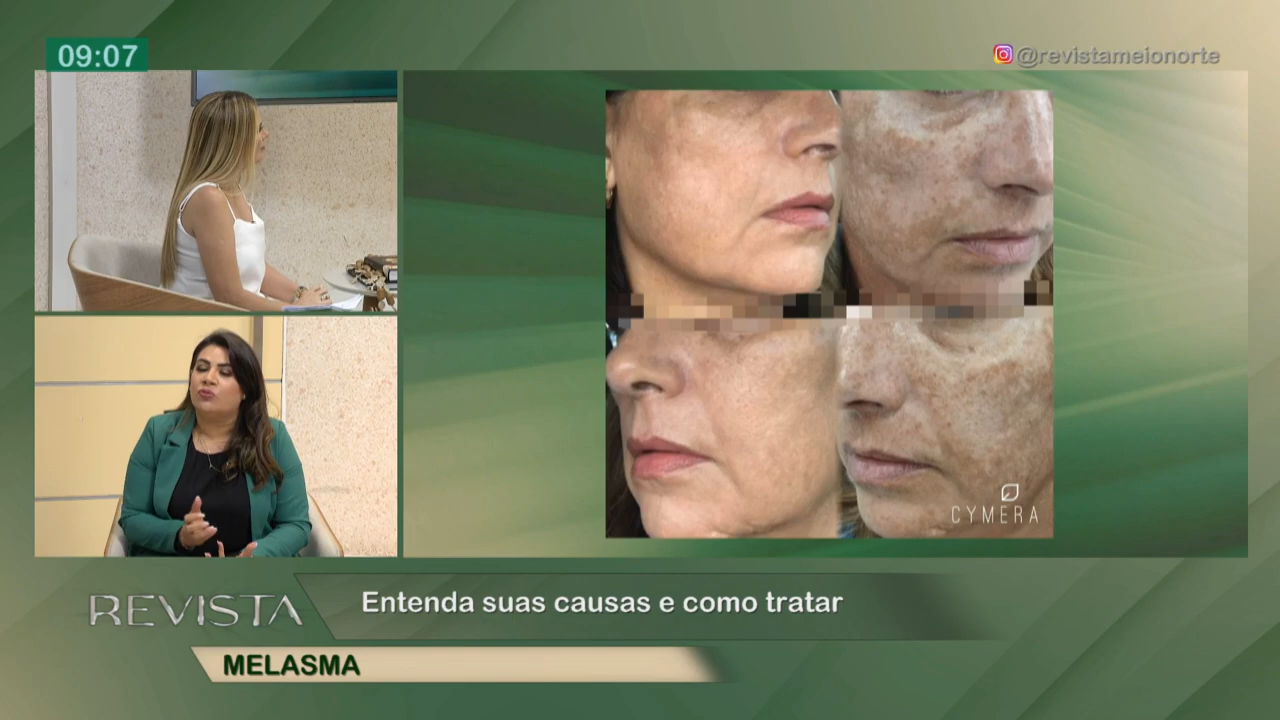 09:07
@revistameionorte
CYMERA
REVISTA
Entenda suas causas e como tratar
MELASMA